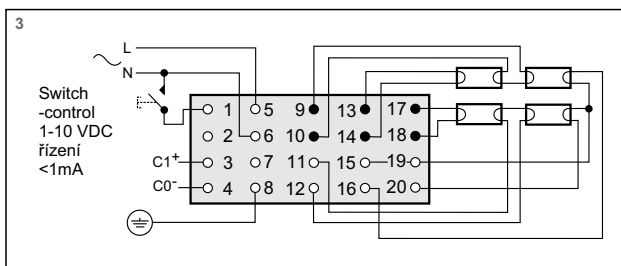 3
L
N
Switch
-control
1-10 VDC
řízení
<1mA
1 5 9 13 17
2 6 10 14 18
C1+ 3 7 11 15 19
C0- 4 8 12 16 20